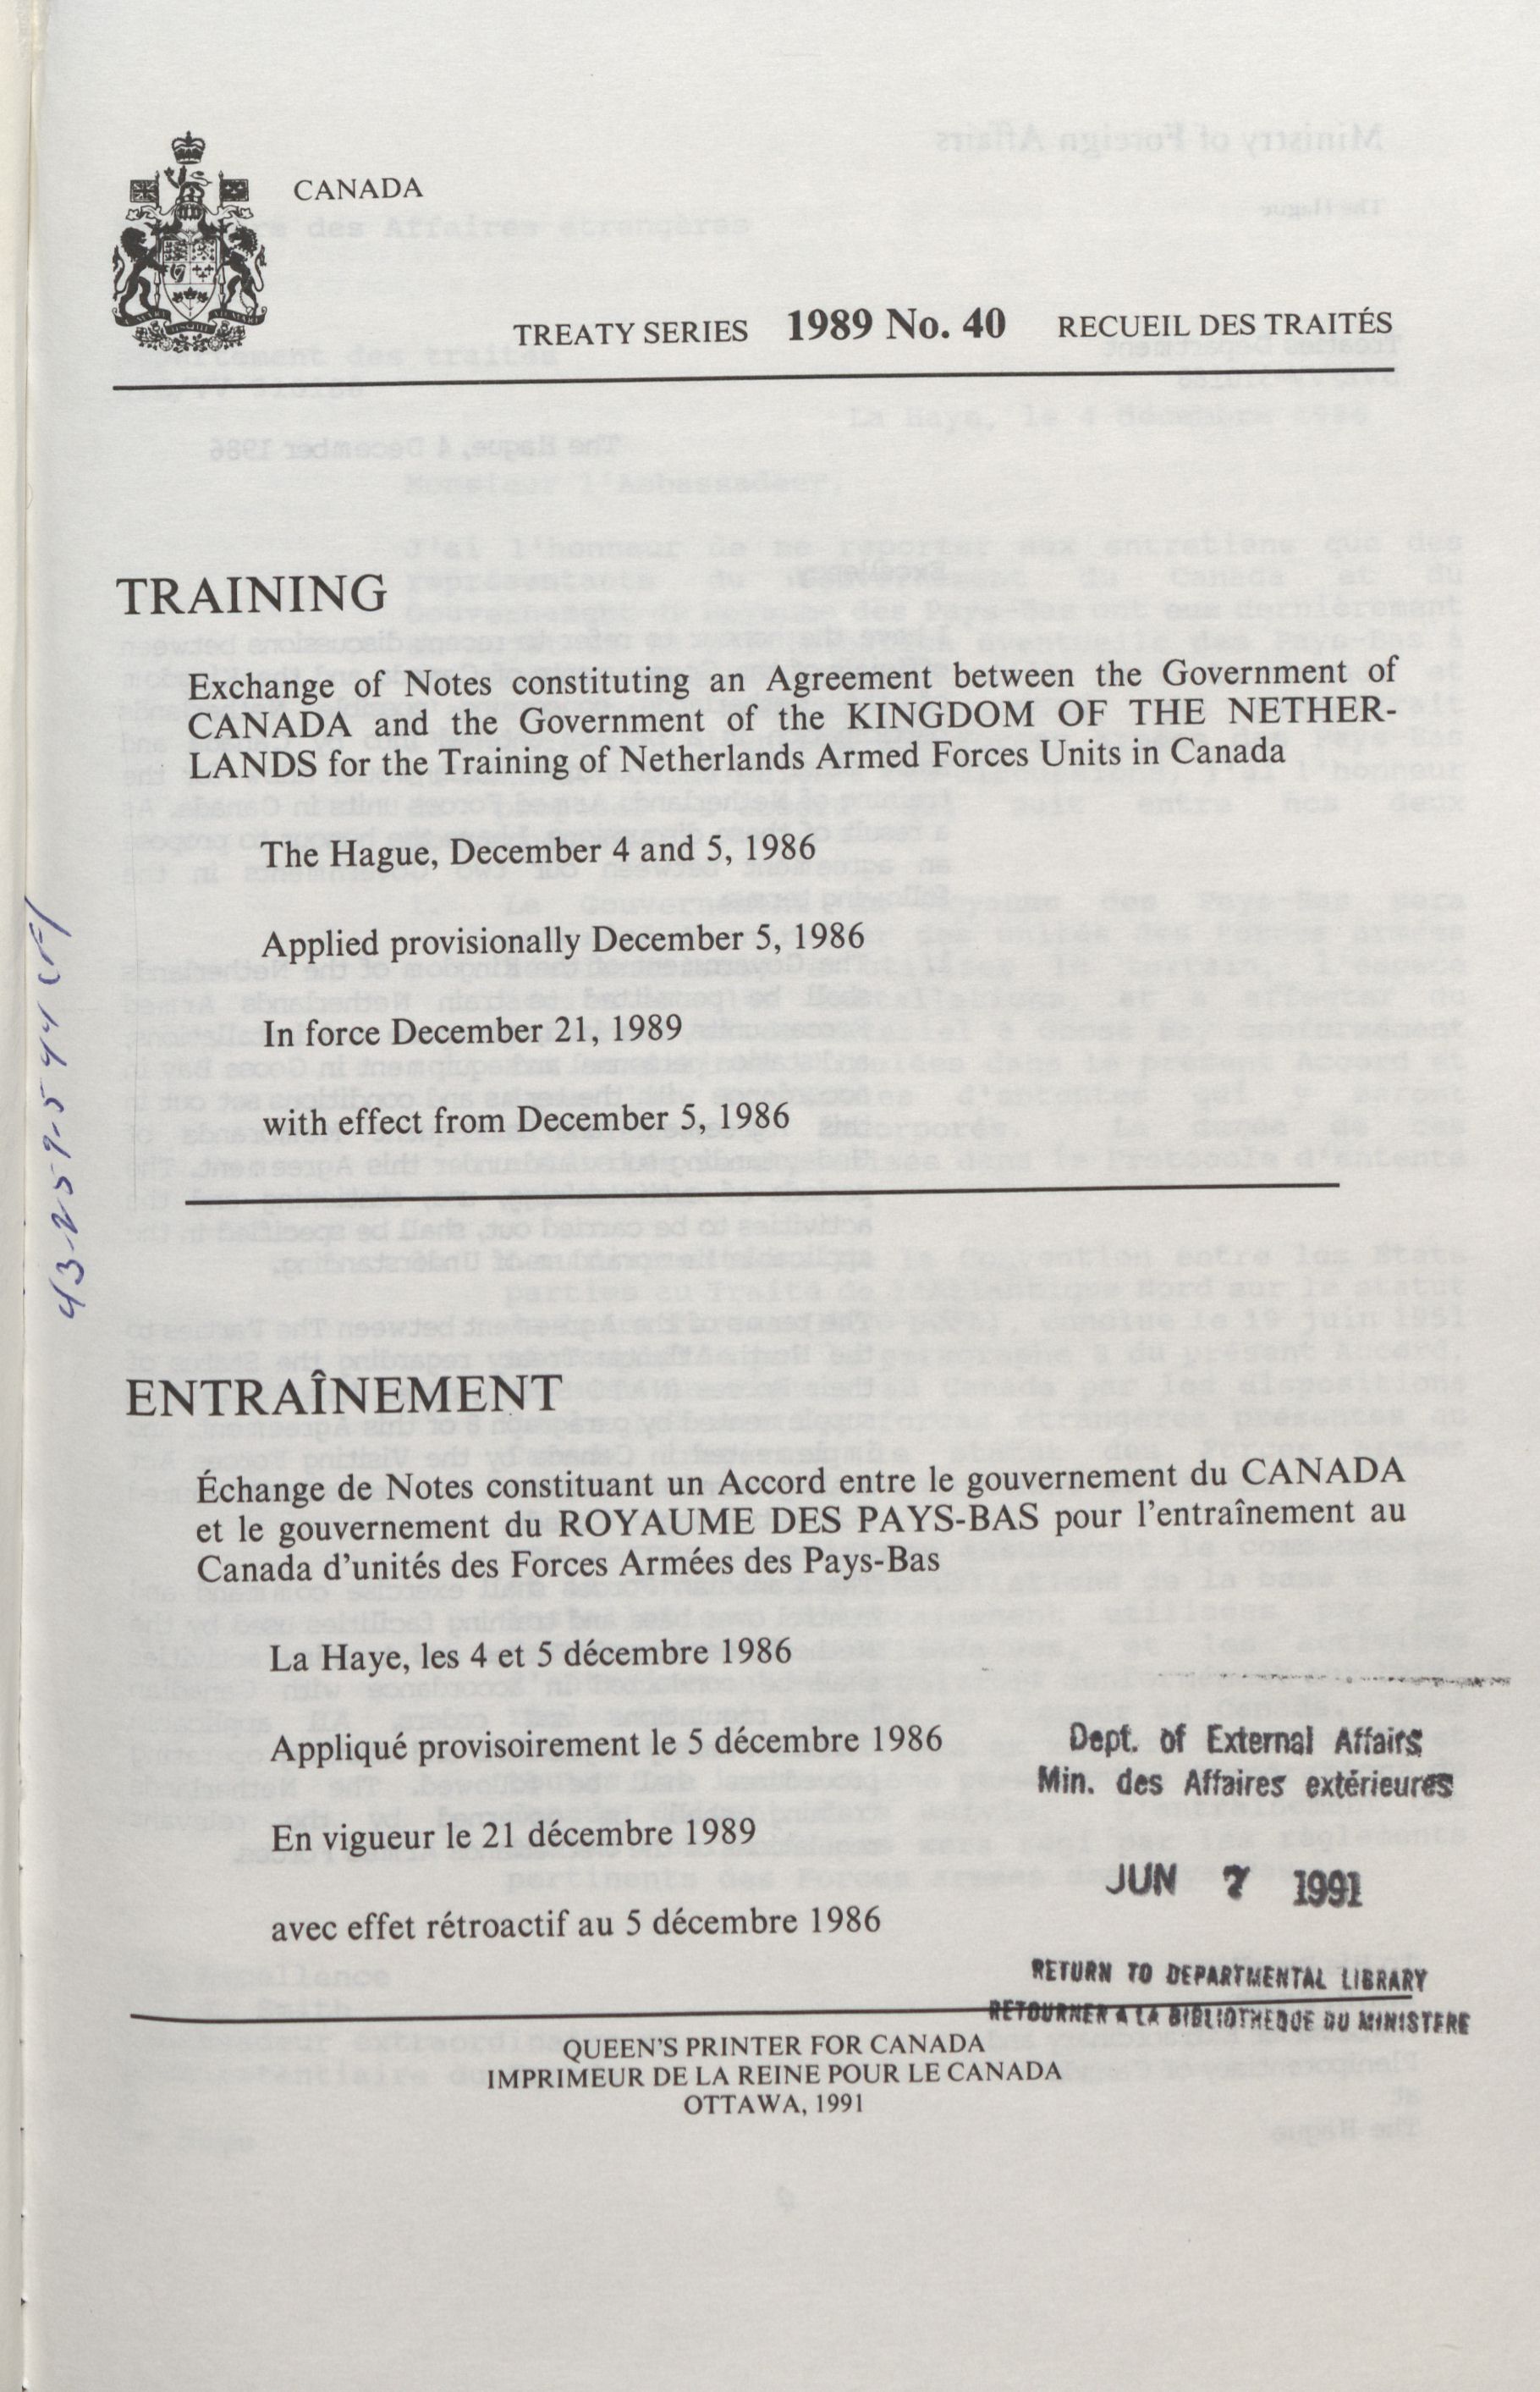 CANADA
TREATY SERIES 1989 No. 40 RECUEIL DES TRAITÉS
TRAINING
Exchange of Notes constituting an Agreement between the Government of
CANADA and the Government of the KINGDOM OF THE NETHER-
LANDS for the Training of Netherlands Armed Forces Units in Canada
The Hague, December 4 and 5, 1986
Applied provisionally December 5, 1986
In force December 21, 1989
with effect from December 5, 1986
ENTRAÎNEMENT
Échange de Notes constituant un Accord entre le gouvernement du CANADA
et le gouvernement du ROYAUME DES PAYS-BAS pour l'entraînement au
Canada d'unités des Forces Armées des Pays-Bas
La Haye, les 4 et 5 décembre 1986
Appliqué provisoirement le 5 décembre 1986
En vigueur le 21 décembre 1989
avec effet rétroactif au 5 décembre 1986
Dept. of External Affairs
Min. des Affaires extérieures
JUN 7 1991
RETURN TO DEPARTMENTAL LIBRARY
RETOURNER A LA BIBLIOTHEQUE DU MINISTERE
QUEEN'S PRINTER FOR CANADA
IMPRIMEUR DE LA REINE POUR LE CANADA
OTTAWA, 1991